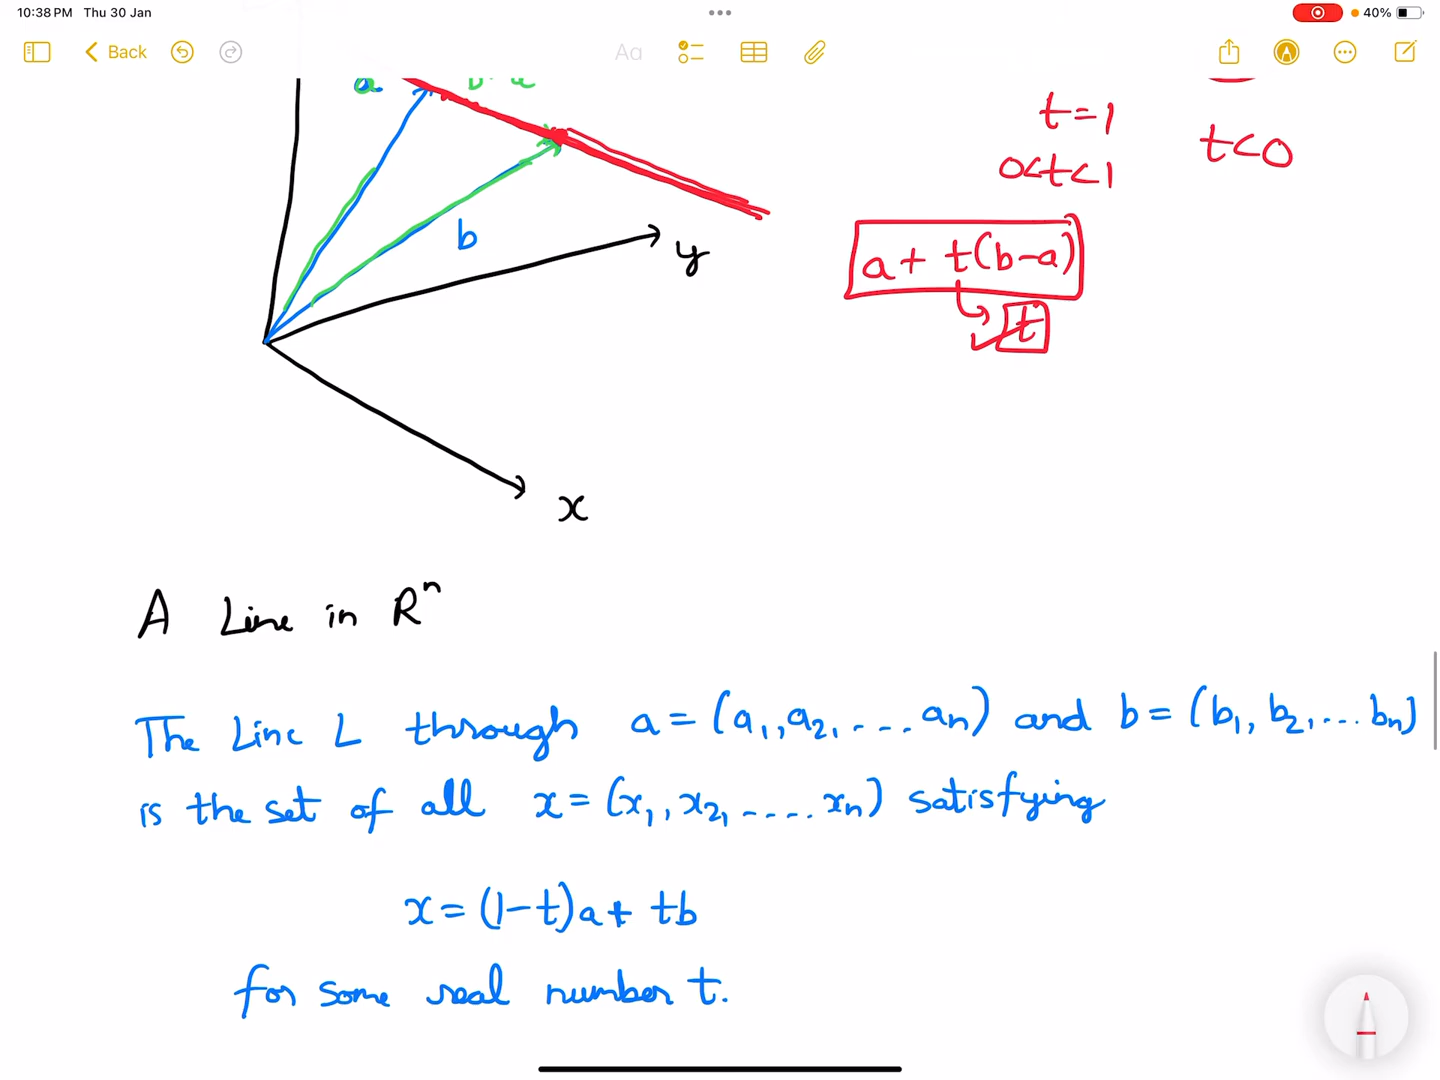 10:38 PM Thu 30 Jan
40%
Back
Aa
a
t=1
t<0
0<t<1
b
y
a+ t(b-a)
t
x
A Line in Rⁿ
The Line L through a=(a₁,a₂,...an) and b=(b₁,b₂,...bn)
is the set of all x=(x₁,x₂,....xn) satisfying
x=(1-t)a+ tb
for some real number t.